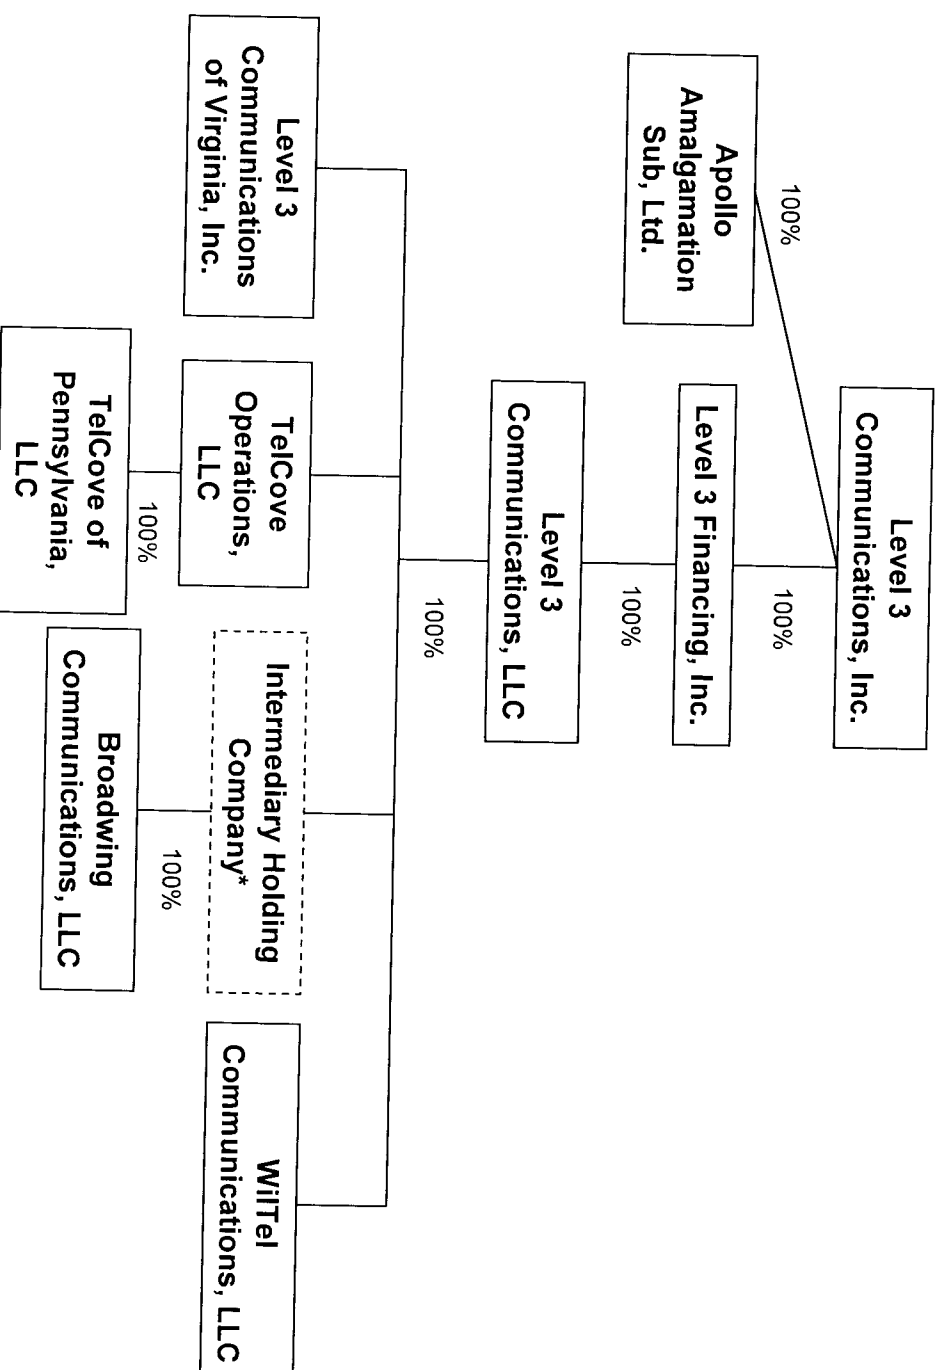 Level 3
Communications, Inc.
100%
100%
Apollo
Amalgamation
Sub, Ltd.
Level 3 Financing, Inc.
100%
Level 3
Communications, LLC
100%
Level 3
Communications
of Virginia, Inc.
TelCove
Operations,
LLC
Intermediary Holding
Company*
WilTel
Communications, LLC
100%
100%
TelCove of
Pennsylvania,
LLC
Broadwing
Communications, LLC